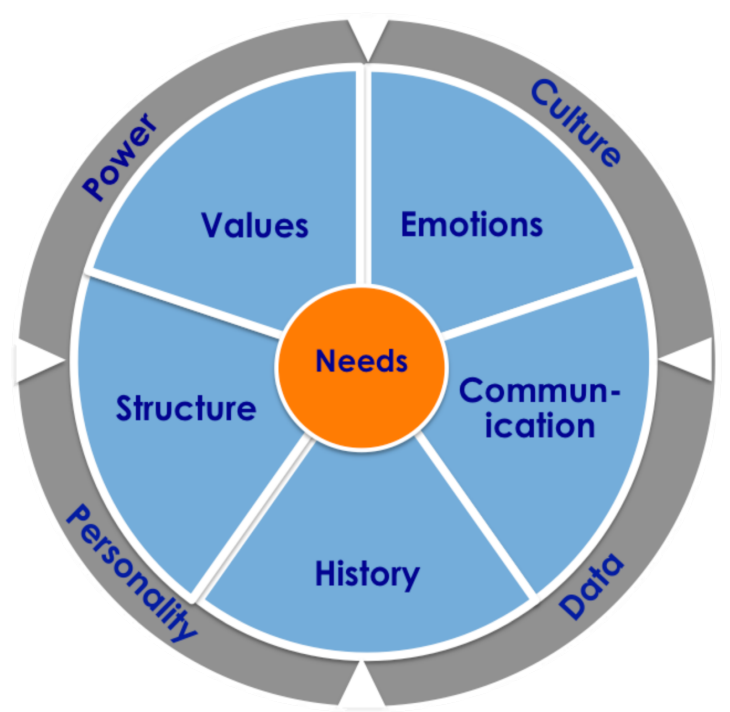 Power
Culture
Values
Emotions
Needs
Structure
Commun-
ication
History
Personality
Data